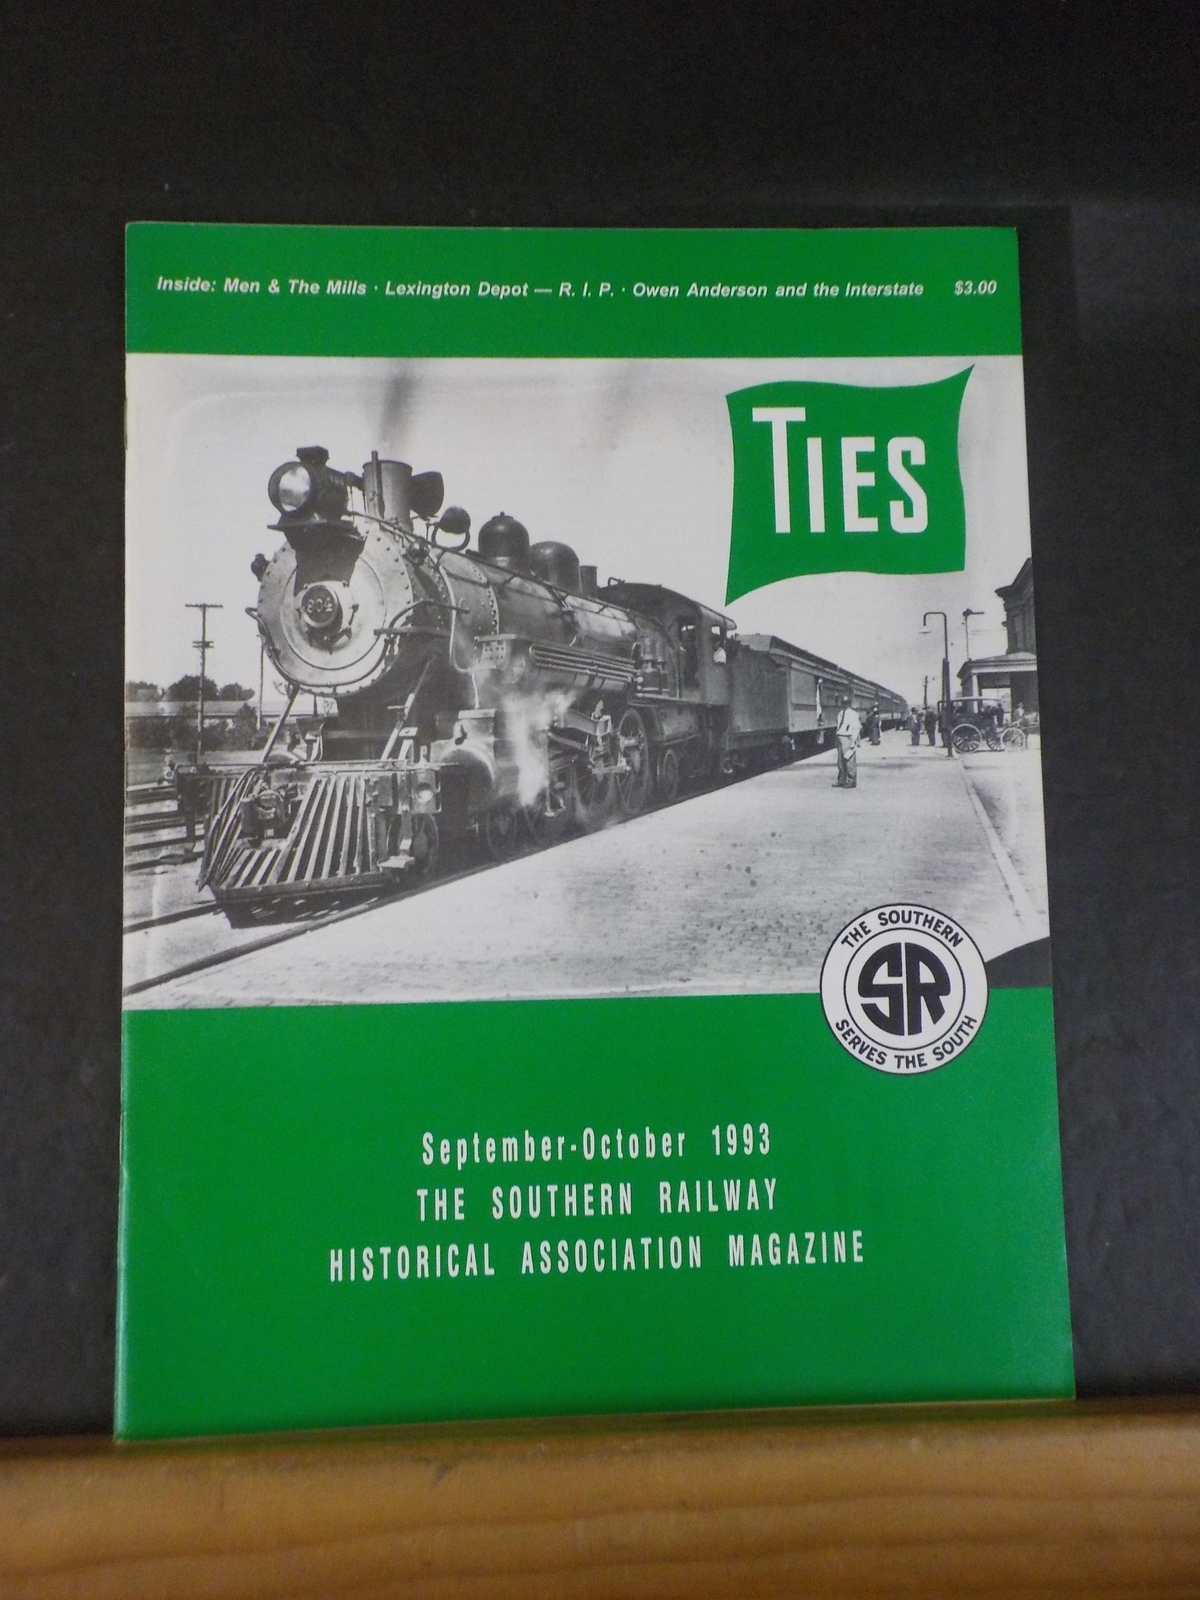 Inside: Men & The Mills · Lexington Depot — R. I. P. · Owen Anderson and the Interstate $3.00
TIES
804
THE SOUTHERN
SR
SERVES THE SOUTH
September-October 1993
THE SOUTHERN RAILWAY
HISTORICAL ASSOCIATION MAGAZINE